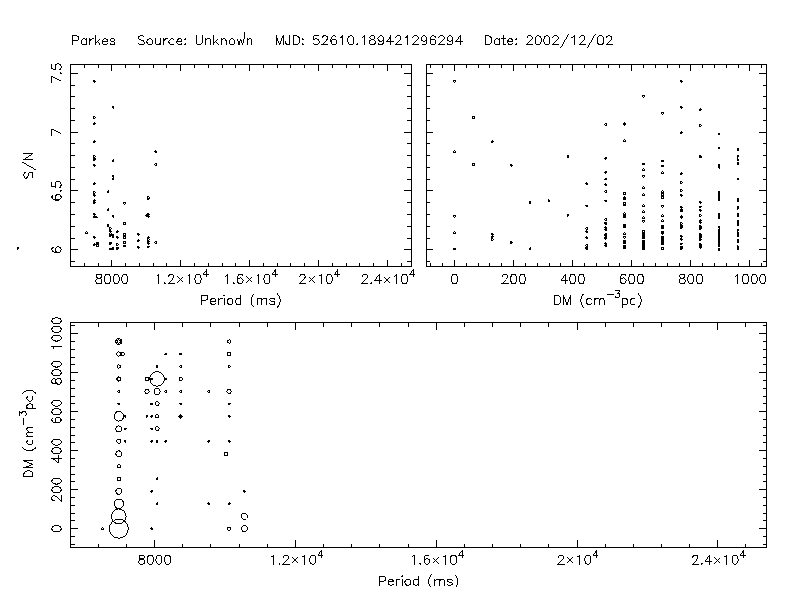 Parkes Source: Unknown MJD: 52610.189421296294 Date: 2002/12/02
7.5
7
6.5
6
S/N
8000 1.2×10⁴ 1.6×10⁴ 2×10⁴ 2.4×10⁴
Period (ms)
0 200 400 600 800 1000
DM (cm⁻³pc)
1000
800
600
400
200
0
DM (cm⁻³pc)
8000 1.2×10⁴ 1.6×10⁴ 2×10⁴ 2.4×10⁴
Period (ms)